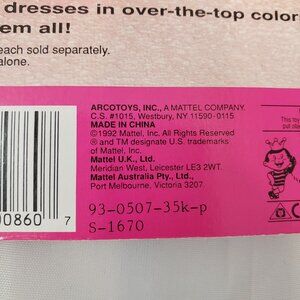 dresses in over-the-top color
em all!
each sold separately.
alone.
ARCOTOYS, INC., A MATTEL COMPANY.
C.S. #1015, Westbury, NY 11590-0115
MADE IN CHINA
©1992 Mattel, Inc. All Rights Reserved
® and TM designate U.S. trademarks
of Mattel, Inc.
Mattel U.K., Ltd.
Meridian West, Leicester LE3 2WT.
Mattel Australia Pty., Ltd.,
Port Melbourne, Victoria 3207.
This toy
pull
00860 7
93-0507-35k-p
S-1670